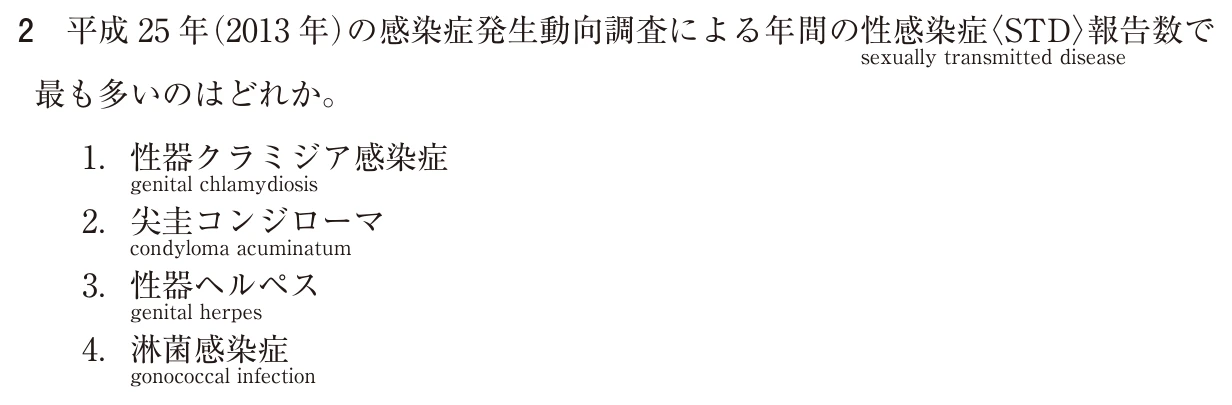 2 平成 25 年(2013 年)の感染症発生動向調査による年間の性感染症〈STD〉報告数で
sexually transmitted disease
最も多いのはどれか。
1. 性器クラミジア感染症
genital chlamydiosis
2. 尖圭コンジローマ
condyloma acuminatum
3. 性器ヘルペス
genital herpes
4. 淋菌感染症
gonococcal infection